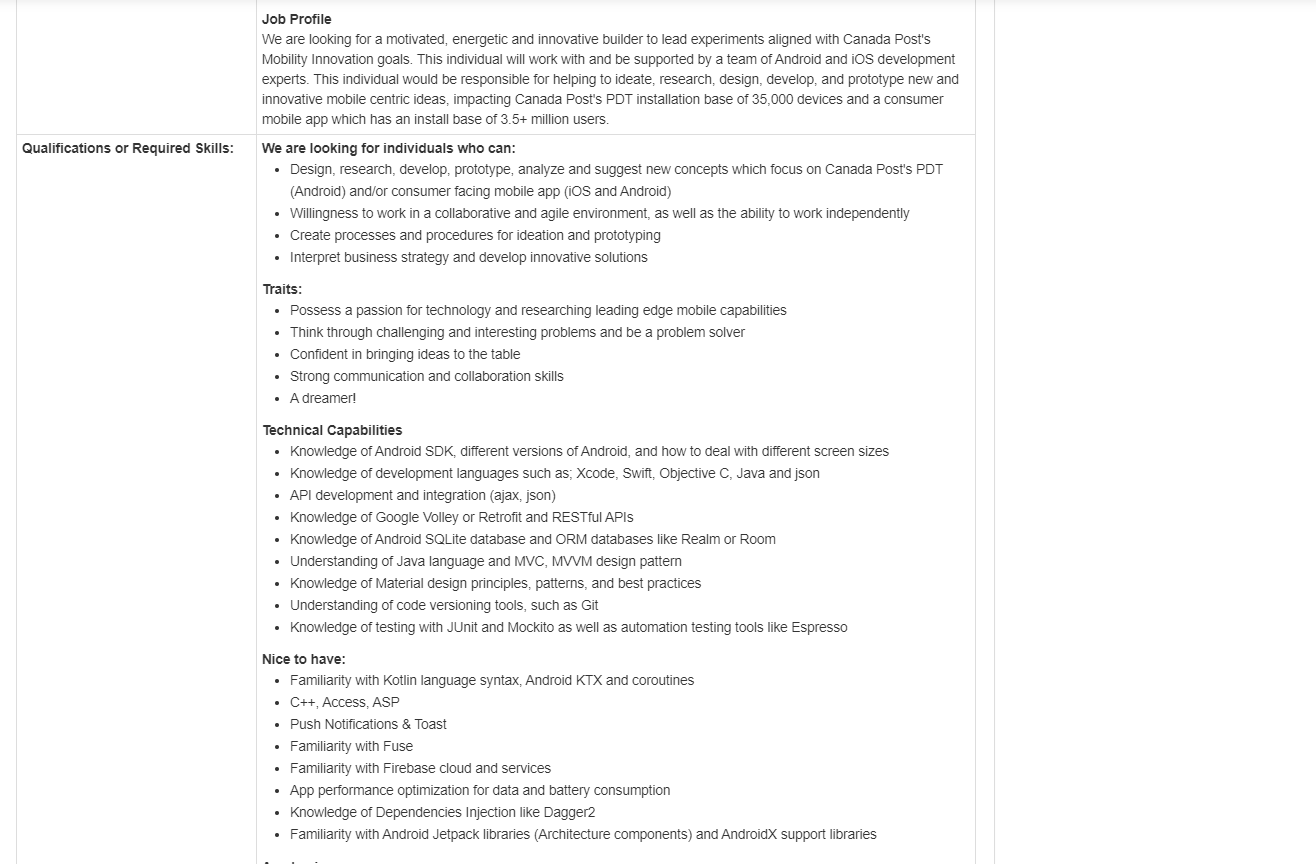 Job Profile
We are looking for a motivated, energetic and innovative builder to lead experiments aligned with Canada Post's
Mobility Innovation goals. This individual will work with and be supported by a team of Android and iOS development
experts. This individual would be responsible for helping to ideate, research, design, develop, and prototype new and
innovative mobile centric ideas, impacting Canada Post's PDT installation base of 35,000 devices and a consumer
mobile app which has an install base of 3.5+ million users.
Qualifications or Required Skills:
We are looking for individuals who can:
• Design, research, develop, prototype, analyze and suggest new concepts which focus on Canada Post's PDT
(Android) and/or consumer facing mobile app (iOS and Android)
• Willingness to work in a collaborative and agile environment, as well as the ability to work independently
• Create processes and procedures for ideation and prototyping
• Interpret business strategy and develop innovative solutions
Traits:
• Possess a passion for technology and researching leading edge mobile capabilities
• Think through challenging and interesting problems and be a problem solver
• Confident in bringing ideas to the table
• Strong communication and collaboration skills
• A dreamer!
Technical Capabilities
• Knowledge of Android SDK, different versions of Android, and how to deal with different screen sizes
• Knowledge of development languages such as; Xcode, Swift, Objective C, Java and json
• API development and integration (ajax, json)
• Knowledge of Google Volley or Retrofit and RESTful APIs
• Knowledge of Android SQLite database and ORM databases like Realm or Room
• Understanding of Java language and MVC, MVVM design pattern
• Knowledge of Material design principles, patterns, and best practices
• Understanding of code versioning tools, such as Git
• Knowledge of testing with JUnit and Mockito as well as automation testing tools like Espresso
Nice to have:
• Familiarity with Kotlin language syntax, Android KTX and coroutines
• C++, Access, ASP
• Push Notifications & Toast
• Familiarity with Fuse
• Familiarity with Firebase cloud and services
• App performance optimization for data and battery consumption
• Knowledge of Dependencies Injection like Dagger2
• Familiarity with Android Jetpack libraries (Architecture components) and AndroidX support libraries